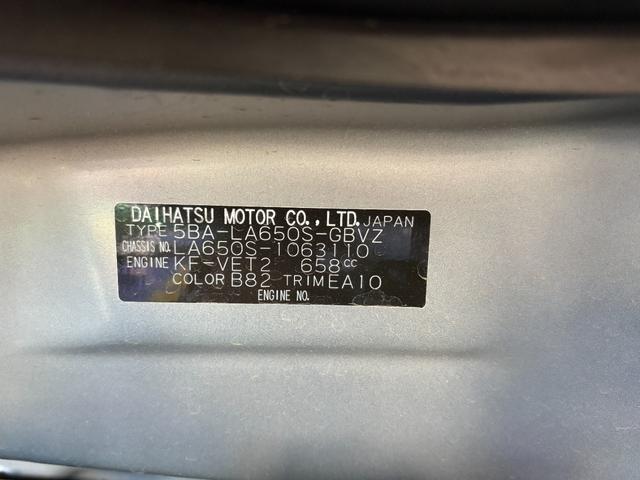 DAIHATSU MOTOR CO.,LTD. JAPAN
TYPE 5BA-LA650S-GBVZ
CHASSIS NO. LA650S-1063110
ENGINE KF-VET2 658cc
COLOR B82 TRIM EA10
ENGINE NO.